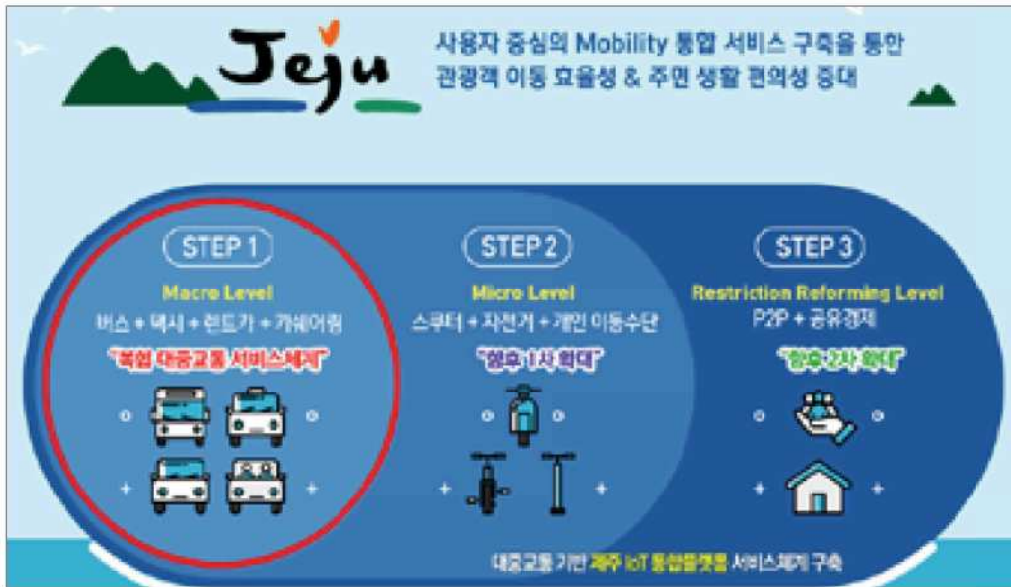 Jeju
사용자 중심의 Mobility 통합 서비스 구축을 통한
관광객 이동 효율성 & 주민 생활 편의성 증대
STEP 1
Macro Level
버스 + 택시 + 렌트카 + 카쉐어링
"복합 대중교통 서비스체계"
STEP 2
Micro Level
스쿠터 + 자전거 + 개인 이동수단
"향후 1차 확대"
STEP 3
Restriction Reforming Level
P2P + 공유경제
"향후 2차 확대"
대중교통 기반 제주 IoT 통합플랫폼 서비스체계 구축